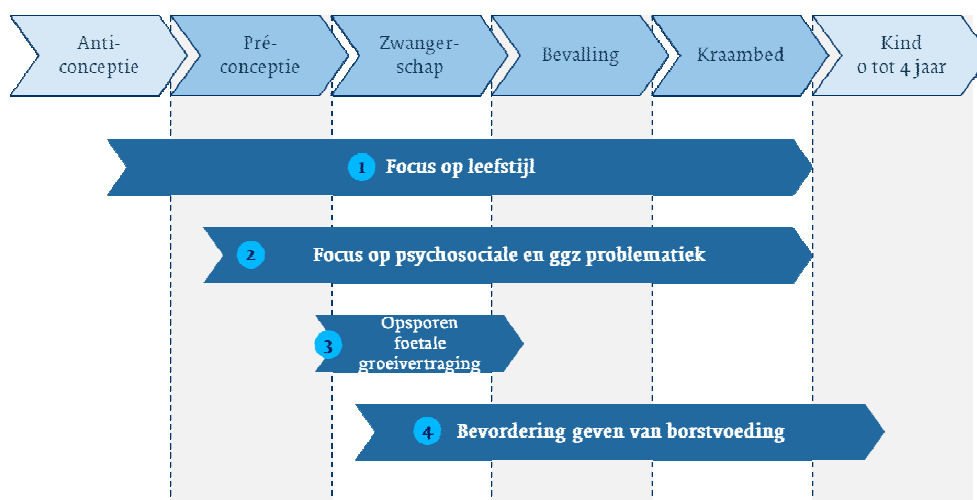 Anti-
conceptie
Pré-
conceptie
Zwanger-
schap
Bevalling
Kraambed
Kind
0 tot 4 jaar
1 Focus op leefstijl
2 Focus op psychosociale en ggz problematiek
Opsporen
3 foetale
groeivertraging
4 Bevordering geven van borstvoeding